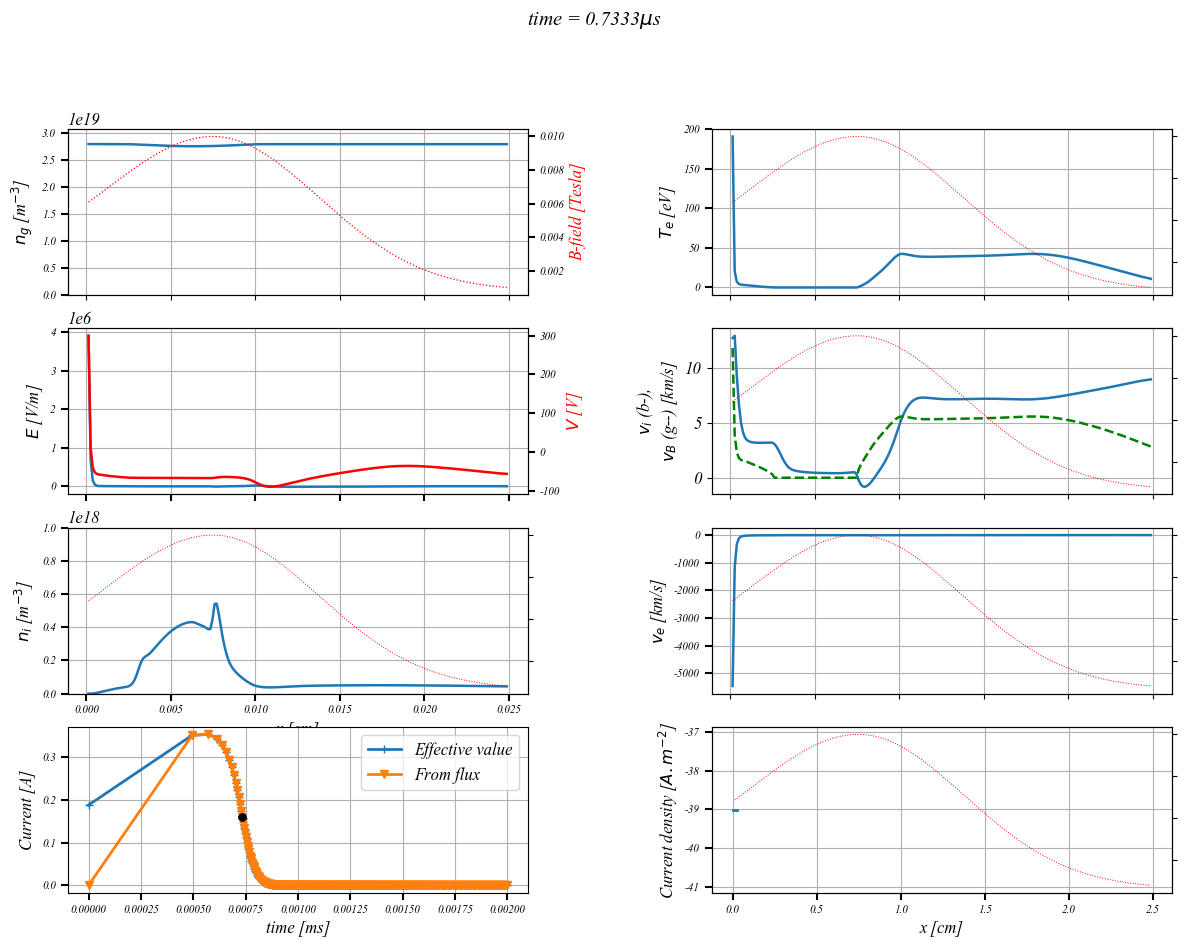 time = 0.7333μs
1e19
n_g [m^−3]
3.0
2.5
2.0
1.5
1.0
0.5
0.0
0.010
0.008
0.006
0.004
0.002
B-field [Tesla]
T_e [eV]
200
150
100
50
0
1e6
E [V/m]
4
3
2
1
0
300
200
100
0
-100
V [V]
v_i (b-),
v_B (g--) [km/s]
10
5
0
1e18
n_i [m^−3]
1.0
0.8
0.6
0.4
0.2
0.0
0.000 0.005 0.010 0.015 0.020 0.025
v_e [km/s]
0
-1000
-2000
-3000
-4000
-5000
Current [A]
0.3
0.2
0.1
0.0
Effective value
From flux
0.00000 0.00025 0.00050 0.00075 0.00100 0.00125 0.00150 0.00175 0.00200
time [ms]
Current density [A.m^−2]
-37
-38
-39
-40
-41
0.0 0.5 1.0 1.5 2.0 2.5
x [cm]